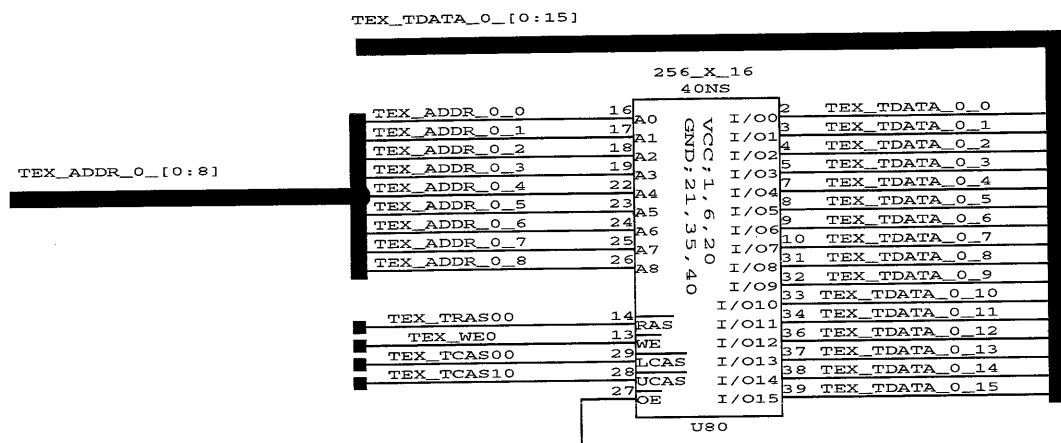 TEX_TDATA_0_[0:15]
256_X_16
40NS
TEX_ADDR_0_0 16 A0 I/O0 2 TEX_TDATA_0_0
TEX_ADDR_0_1 17 A1 I/O1 3 TEX_TDATA_0_1
TEX_ADDR_0_2 18 A2 I/O2 4 TEX_TDATA_0_2
TEX_ADDR_0_3 19 A3 I/O3 5 TEX_TDATA_0_3
TEX_ADDR_0_[0:8]
TEX_ADDR_0_4 22 A4 I/O4 7 TEX_TDATA_0_4
TEX_ADDR_0_5 23 A5 I/O5 8 TEX_TDATA_0_5
TEX_ADDR_0_6 24 A6 I/O6 9 TEX_TDATA_0_6
TEX_ADDR_0_7 25 A7 I/O7 10 TEX_TDATA_0_7
TEX_ADDR_0_8 26 A8 I/O8 31 TEX_TDATA_0_8
I/O9 32 TEX_TDATA_0_9
I/O10 33 TEX_TDATA_0_10
TEX_TRAS00 14 RAS I/O11 34 TEX_TDATA_0_11
TEX_WE0 13 WE I/O12 36 TEX_TDATA_0_12
TEX_TCAS00 29 LCAS I/O13 37 TEX_TDATA_0_13
TEX_TCAS10 28 UCAS I/O14 38 TEX_TDATA_0_14
27 OE I/O15 39 TEX_TDATA_0_15
VCC;1,6,20
GND;21,35,40
U80